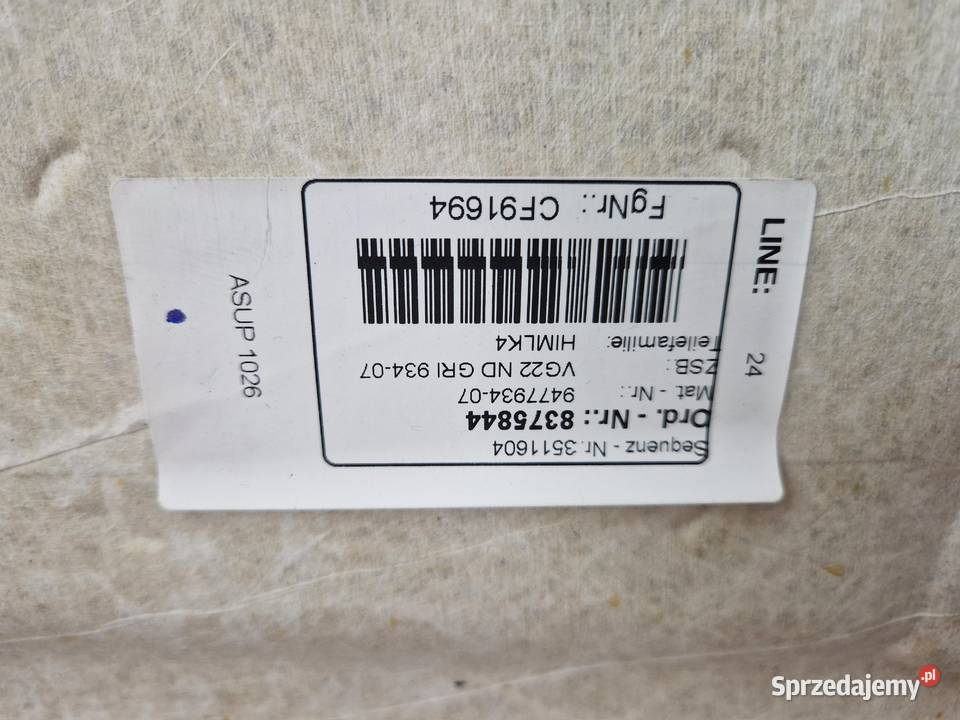 Sequenz - Nr. 3511604
Ord. - Nr.: 8375844
Mat. - Nr.: 9477934-07
ZSB: VG22 ND GRI 934-07
Teilefamilie: HIMLK4
FgNr.: CF91694
LINE: 24
ASUP 1026
Sprzedajemy.pl